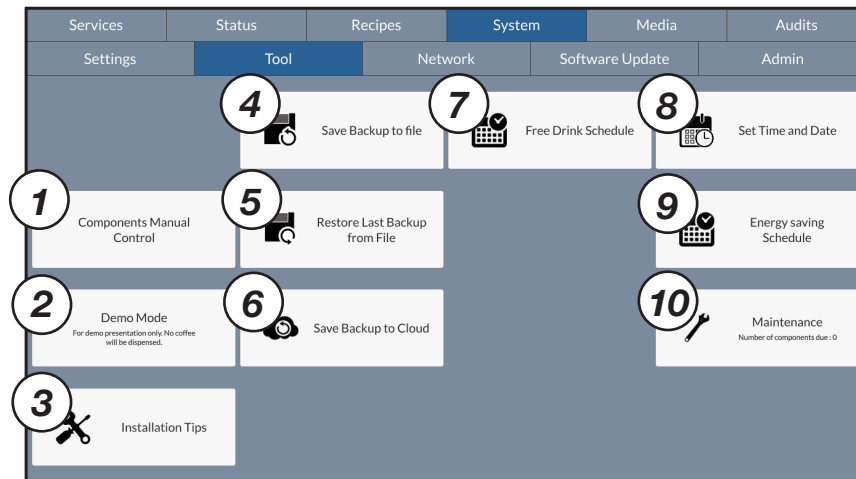 Services Status Recipes System Media Audits
Settings Tool Network Software Update Admin
4 Save Backup to file
7 Free Drink Schedule
8 Set Time and Date
1 Components Manual
Control
5 Restore Last Backup
from File
9 Energy saving
Schedule
2 Demo Mode
For demo presentation only. No coffee
will be dispensed.
6 Save Backup to Cloud
10 Maintenance
Number of components due : 0
3 Installation Tips